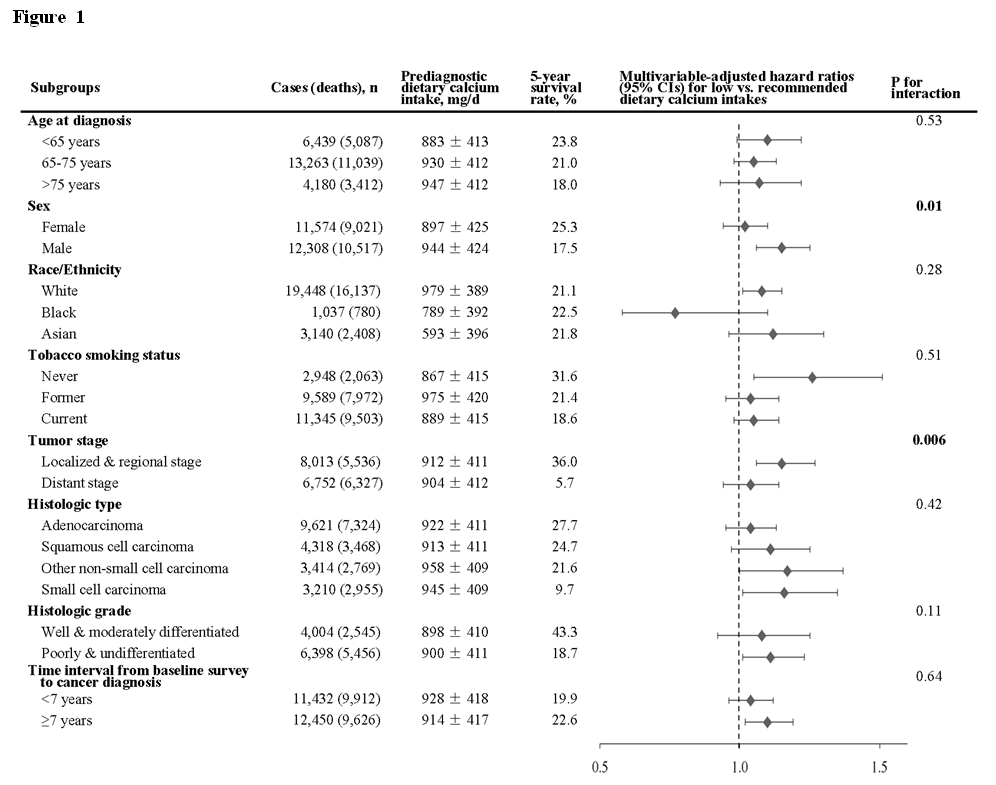 Figure 1
Subgroups Cases (deaths), n Prediagnostic dietary calcium intake, mg/d 5-year survival rate, % Multivariable-adjusted hazard ratios (95% CIs) for low vs. recommended dietary calcium intakes P for interaction
Age at diagnosis 0.53
<65 years 6,439 (5,087) 883 ± 413 23.8
65-75 years 13,263 (11,039) 930 ± 412 21.0
>75 years 4,180 (3,412) 947 ± 412 18.0
Sex 0.01
Female 11,574 (9,021) 897 ± 425 25.3
Male 12,308 (10,517) 944 ± 424 17.5
Race/Ethnicity 0.28
White 19,448 (16,137) 979 ± 389 21.1
Black 1,037 (780) 789 ± 392 22.5
Asian 3,140 (2,408) 593 ± 396 21.8
Tobacco smoking status 0.51
Never 2,948 (2,063) 867 ± 415 31.6
Former 9,589 (7,972) 975 ± 420 21.4
Current 11,345 (9,503) 889 ± 415 18.6
Tumor stage 0.006
Localized & regional stage 8,013 (5,536) 912 ± 411 36.0
Distant stage 6,752 (6,327) 904 ± 412 5.7
Histologic type 0.42
Adenocarcinoma 9,621 (7,324) 922 ± 411 27.7
Squamous cell carcinoma 4,318 (3,468) 913 ± 411 24.7
Other non-small cell carcinoma 3,414 (2,769) 958 ± 409 21.6
Small cell carcinoma 3,210 (2,955) 945 ± 409 9.7
Histologic grade 0.11
Well & moderately differentiated 4,004 (2,545) 898 ± 410 43.3
Poorly & undifferentiated 6,398 (5,456) 900 ± 411 18.7
Time interval from baseline survey
to cancer diagnosis 0.64
<7 years 11,432 (9,912) 928 ± 418 19.9
≥7 years 12,450 (9,626) 914 ± 417 22.6
0.5 1.0 1.5